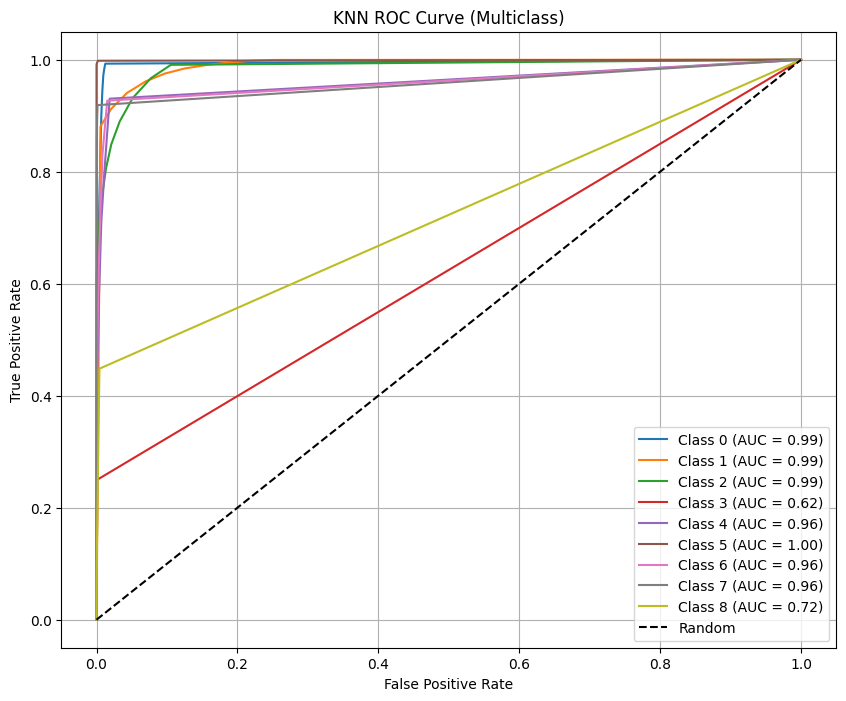 KNN ROC Curve (Multiclass)
1.0
0.8
0.6
0.4
0.2
0.0
True Positive Rate
0.0 0.2 0.4 0.6 0.8 1.0
False Positive Rate
Class 0 (AUC = 0.99)
Class 1 (AUC = 0.99)
Class 2 (AUC = 0.99)
Class 3 (AUC = 0.62)
Class 4 (AUC = 0.96)
Class 5 (AUC = 1.00)
Class 6 (AUC = 0.96)
Class 7 (AUC = 0.96)
Class 8 (AUC = 0.72)
Random